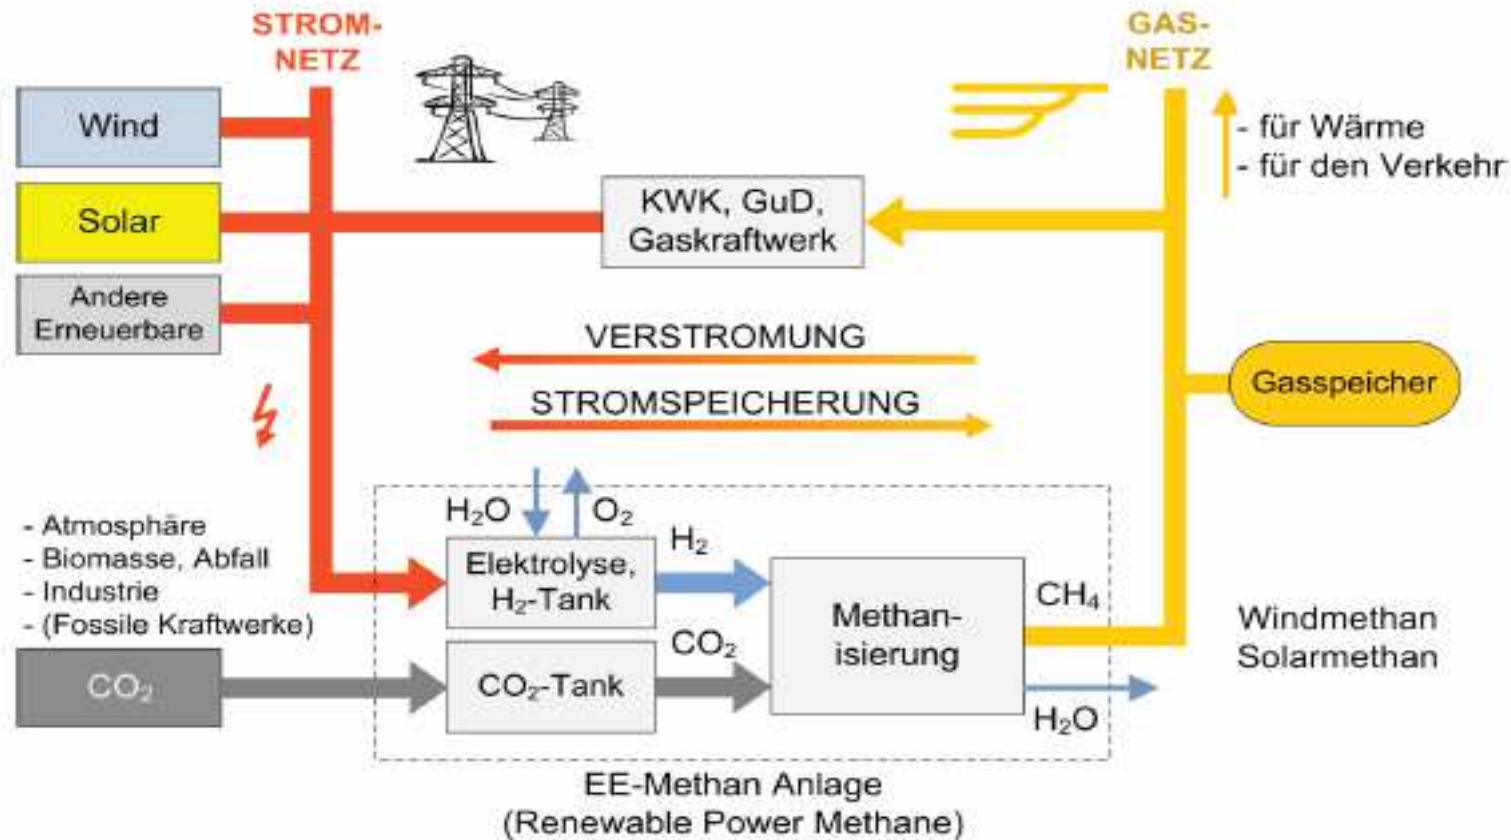 STROM-
NETZ
GAS-
NETZ
Wind
- für Wärme
- für den Verkehr
Solar
KWK, GuD,
Gaskraftwerk
Andere
Erneuerbare
VERSTROMUNG
Gasspeicher
STROMSPEICHERUNG
H₂O
O₂
- Atmosphäre
- Biomasse, Abfall
- Industrie
- (Fossile Kraftwerke)
Elektrolyse,
H₂-Tank
H₂
Methan-
isierung
CH₄
Windmethan
Solarmethan
CO₂
CO₂-Tank
CO₂
H₂O
EE-Methan Anlage
(Renewable Power Methane)